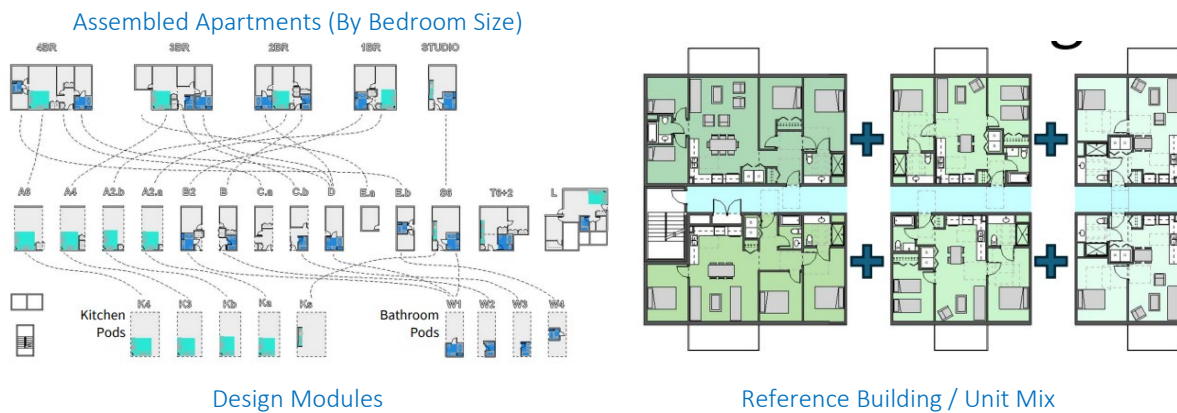 Assembled Apartments (By Bedroom Size)
4BR 3BR 2BR 1BR STUDIO
A6 A4 A2.b A2.a B2 B C.a C.b D E.a E.b S6 T6+2 L
K4 K3 Kb Ka Ks W1 W2 W3 W4
Kitchen
Pods
Bathroom
Pods
Design Modules
Reference Building / Unit Mix